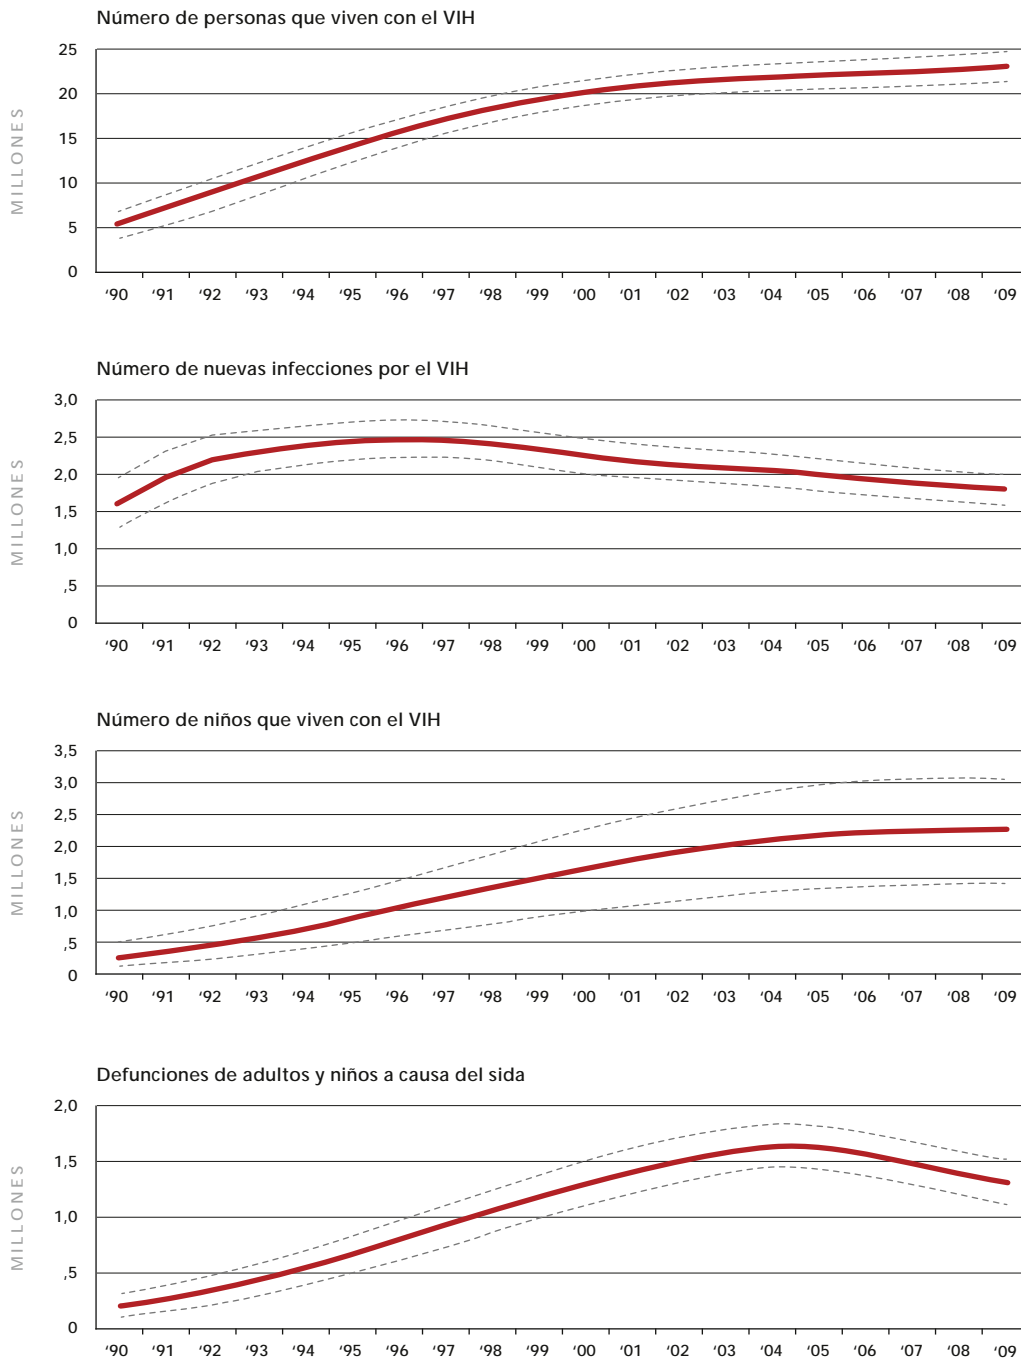 Número de personas que viven con el VIH
MILLONES
25
20
15
10
5
0
‘90 ‘91 ‘92 ‘93 ‘94 ‘95 ‘96 ‘97 ‘98 ‘99 ‘00 ‘01 ‘02 ‘03 ‘04 ‘05 ‘06 ‘07 ‘08 ‘09
Número de nuevas infecciones por el VIH
MILLONES
3,0
2,5
2,0
1,5
1,0
,5
0
‘90 ‘91 ‘92 ‘93 ‘94 ‘95 ‘96 ‘97 ‘98 ‘99 ‘00 ‘01 ‘02 ‘03 ‘04 ‘05 ‘06 ‘07 ‘08 ‘09
Número de niños que viven con el VIH
MILLONES
3,5
3,0
2,5
2,0
1,5
1,0
,5
0
‘90 ‘91 ‘92 ‘93 ‘94 ‘95 ‘96 ‘97 ‘98 ‘99 ‘00 ‘01 ‘02 ‘03 ‘04 ‘05 ‘06 ‘07 ‘08 ‘09
Defunciones de adultos y niños a causa del sida
MILLONES
2,0
1,5
1,0
,5
0
‘90 ‘91 ‘92 ‘93 ‘94 ‘95 ‘96 ‘97 ‘98 ‘99 ‘00 ‘01 ‘02 ‘03 ‘04 ‘05 ‘06 ‘07 ‘08 ‘09